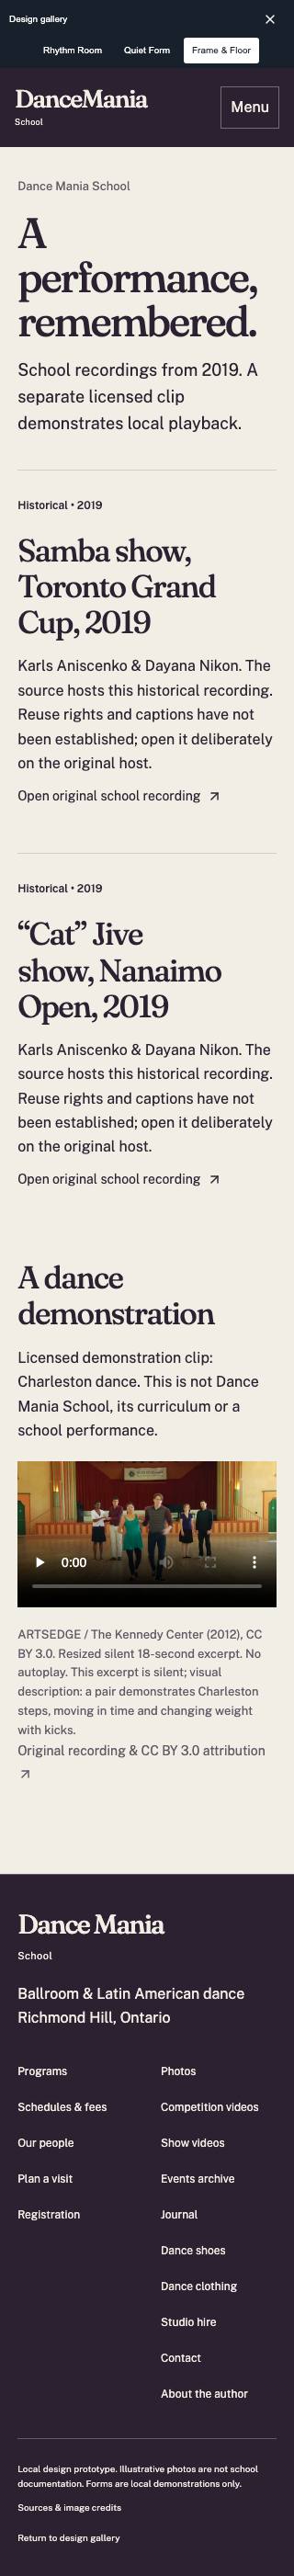 Design gallery
Rhythm Room Quiet Form Frame & Floor
DanceMania
School
Menu
Dance Mania School
A
performance,
remembered.
School recordings from 2019. A
separate licensed clip
demonstrates local playback.
Historical • 2019
Samba show,
Toronto Grand
Cup, 2019
Karls Aniscenko & Dayana Nikon. The
source hosts this historical recording.
Reuse rights and captions have not
been established; open it deliberately
on the original host.
Open original school recording
Historical • 2019
“Cat” Jive
show, Nanaimo
Open, 2019
Karls Aniscenko & Dayana Nikon. The
source hosts this historical recording.
Reuse rights and captions have not
been established; open it deliberately
on the original host.
Open original school recording
A dance
demonstration
Licensed demonstration clip:
Charleston dance. This is not Dance
Mania School, its curriculum or a
school performance.
0:00
ARTSEDGE / The Kennedy Center (2012), CC
BY 3.0. Resized silent 18-second excerpt. No
autoplay. This excerpt is silent; visual
description: a pair demonstrates Charleston
steps, moving in time and changing weight
with kicks.
Original recording & CC BY 3.0 attribution
Dance Mania
School
Ballroom & Latin American dance
Richmond Hill, Ontario
Programs
Schedules & fees
Our people
Plan a visit
Registration
Photos
Competition videos
Show videos
Events archive
Journal
Dance shoes
Dance clothing
Studio hire
Contact
About the author
Local design prototype. Illustrative photos are not school
documentation. Forms are local demonstrations only.
Sources & image credits
Return to design gallery